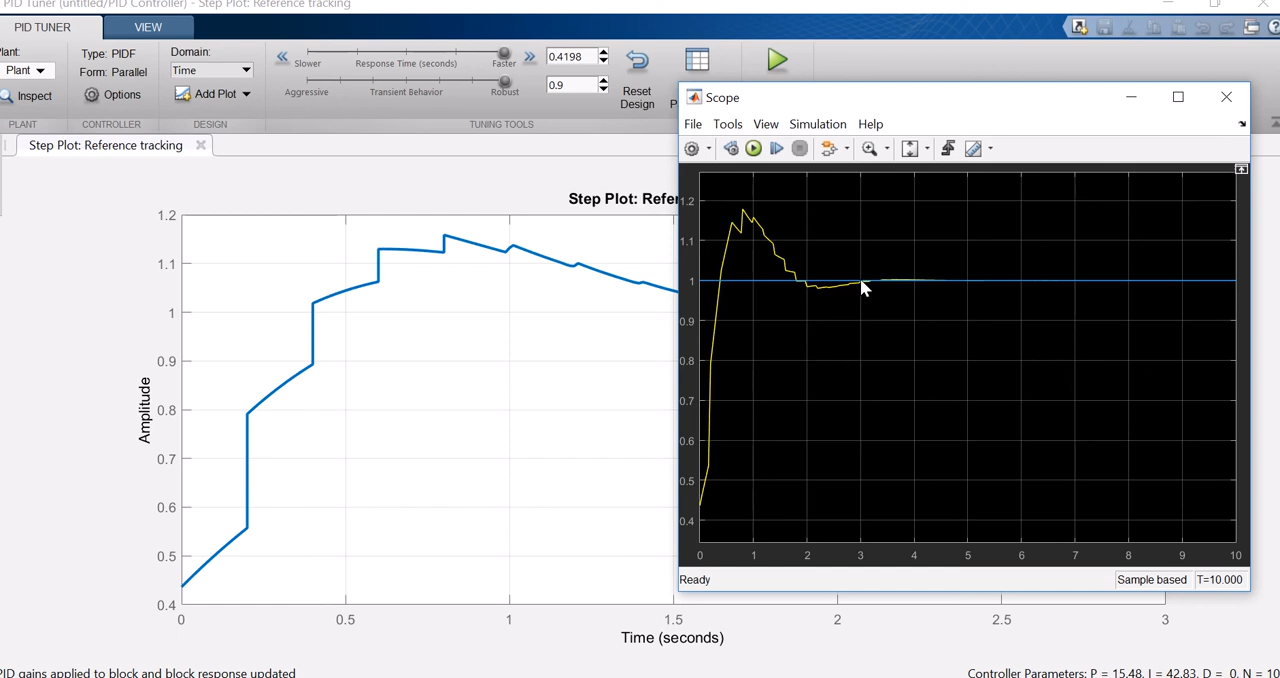 PID Tuner (untitled/PID Controller) - Step Plot: Reference tracking
PID TUNER VIEW
Plant: Type: PIDF Domain:
Plant Form: Parallel Time Slower Response Time (seconds) Faster 0.4198
Inspect Options Add Plot Aggressive Transient Behavior Robust 0.9 Reset Design
PLANT CONTROLLER DESIGN TUNING TOOLS
Step Plot: Reference tracking
Step Plot: Refer
1.2
1.1
1
0.9
0.8
0.7
0.6
0.5
0.4
Amplitude
0 0.5 1 1.5 2 2.5 3
Time (seconds)
Scope
File Tools View Simulation Help
1.2
1.1
1
0.9
0.8
0.7
0.6
0.5
0.4
0 1 2 3 4 5 6 7 8 9 10
Ready Sample based T=10.000
PID gains applied to block and block response updated
Controller Parameters: P = 15.48, I = 42.83, D = 0, N = 10